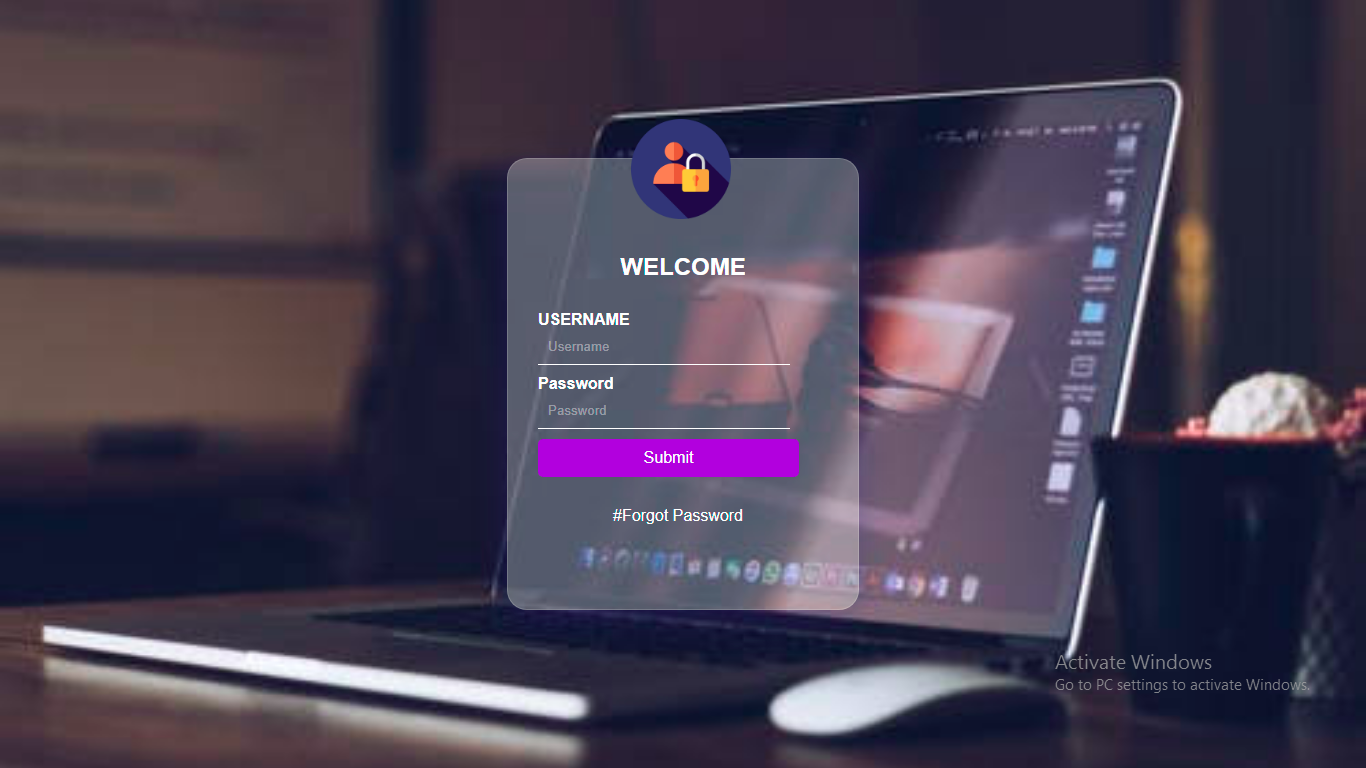 WELCOME
USERNAME
Username
Password
Password
Submit
#Forgot Password
Activate Windows
Go to PC settings to activate Windows.